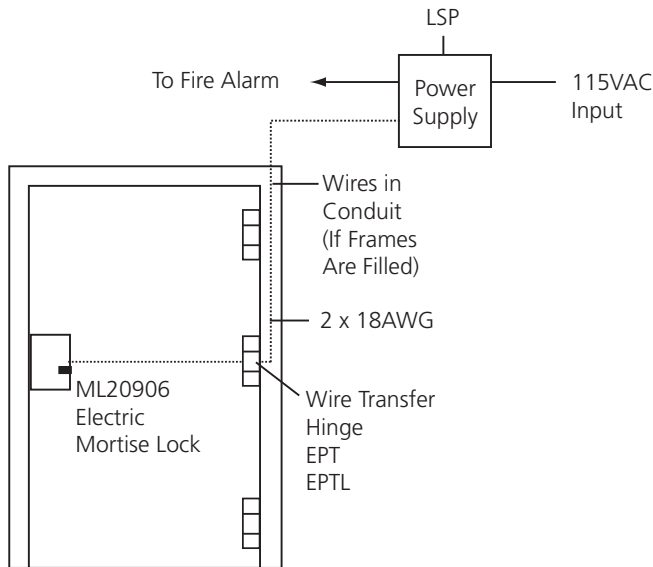 LSP
To Fire Alarm
Power
Supply
115VAC
Input
Wires in
Conduit
(If Frames
Are Filled)
2 x 18AWG
ML20906
Electric
Mortise Lock
Wire Transfer
Hinge
EPT
EPTL